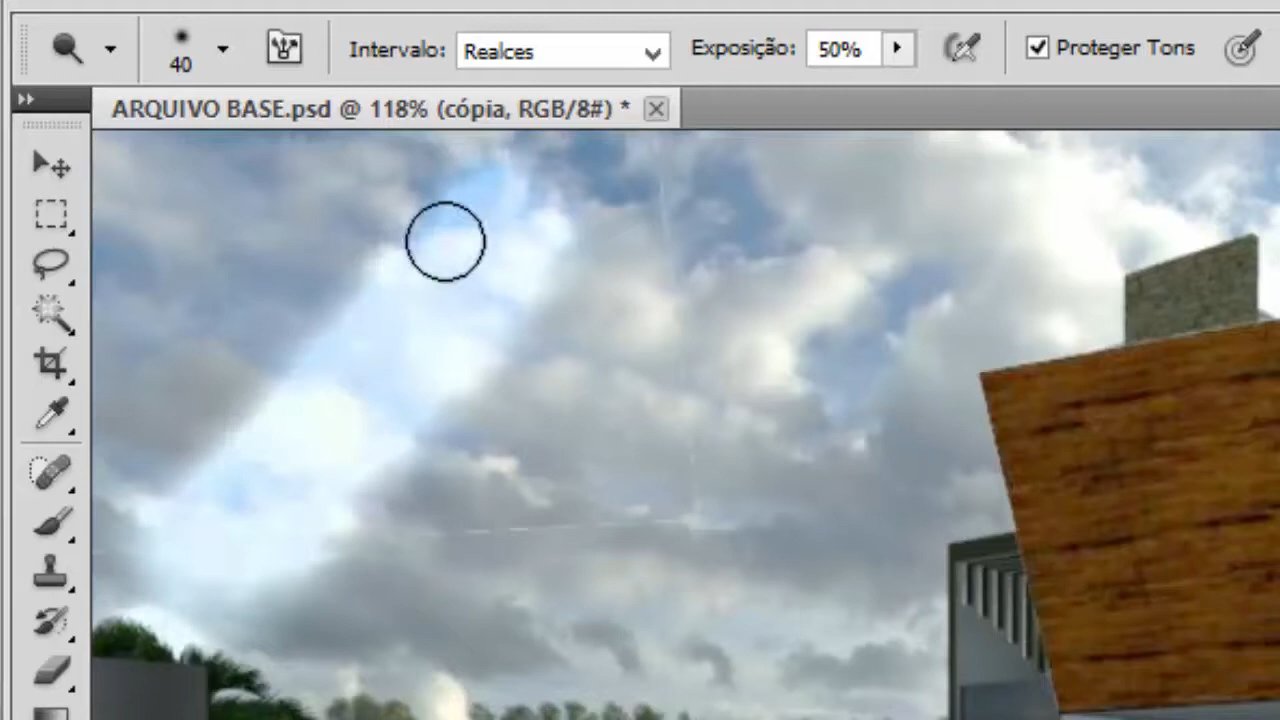 Intervalo: Realces Exposição: 50% Proteger Tons
40
ARQUIVO BASE.psd @ 118% (cópia, RGB/8#) *